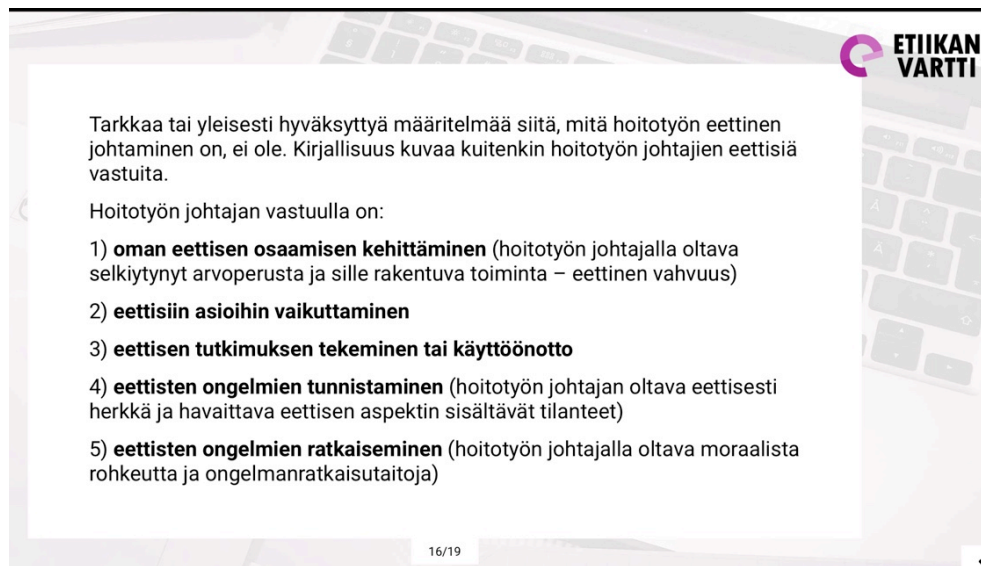 ETIIKAN
VARTTI
Tarkkaa tai yleisesti hyväksyttyä määritelmää siitä, mitä hoitotyön eettinen
johtaminen on, ei ole. Kirjallisuus kuvaa kuitenkin hoitotyön johtajien eettisiä
vastuita.
Hoitotyön johtajan vastuulla on:
1) oman eettisen osaamisen kehittäminen (hoitotyön johtajalla oltava
selkiytynyt arvoperusta ja sille rakentuva toiminta – eettinen vahvuus)
2) eettisiin asioihin vaikuttaminen
3) eettisen tutkimuksen tekeminen tai käyttöönotto
4) eettisten ongelmien tunnistaminen (hoitotyön johtajan oltava eettisesti
herkkä ja havaittava eettisen aspektin sisältävät tilanteet)
5) eettisten ongelmien ratkaiseminen (hoitotyön johtajalla oltava moraalista
rohkeutta ja ongelmanratkaisutaitoja)
16/19